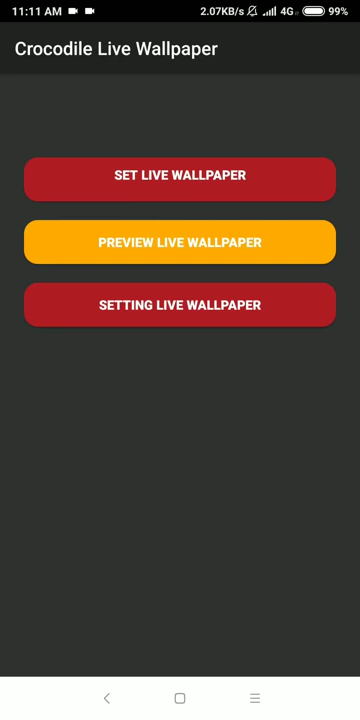 11:11 AM 2.07KB/s 4G 99%
Crocodile Live Wallpaper
SET LIVE WALLPAPER
PREVIEW LIVE WALLPAPER
SETTING LIVE WALLPAPER